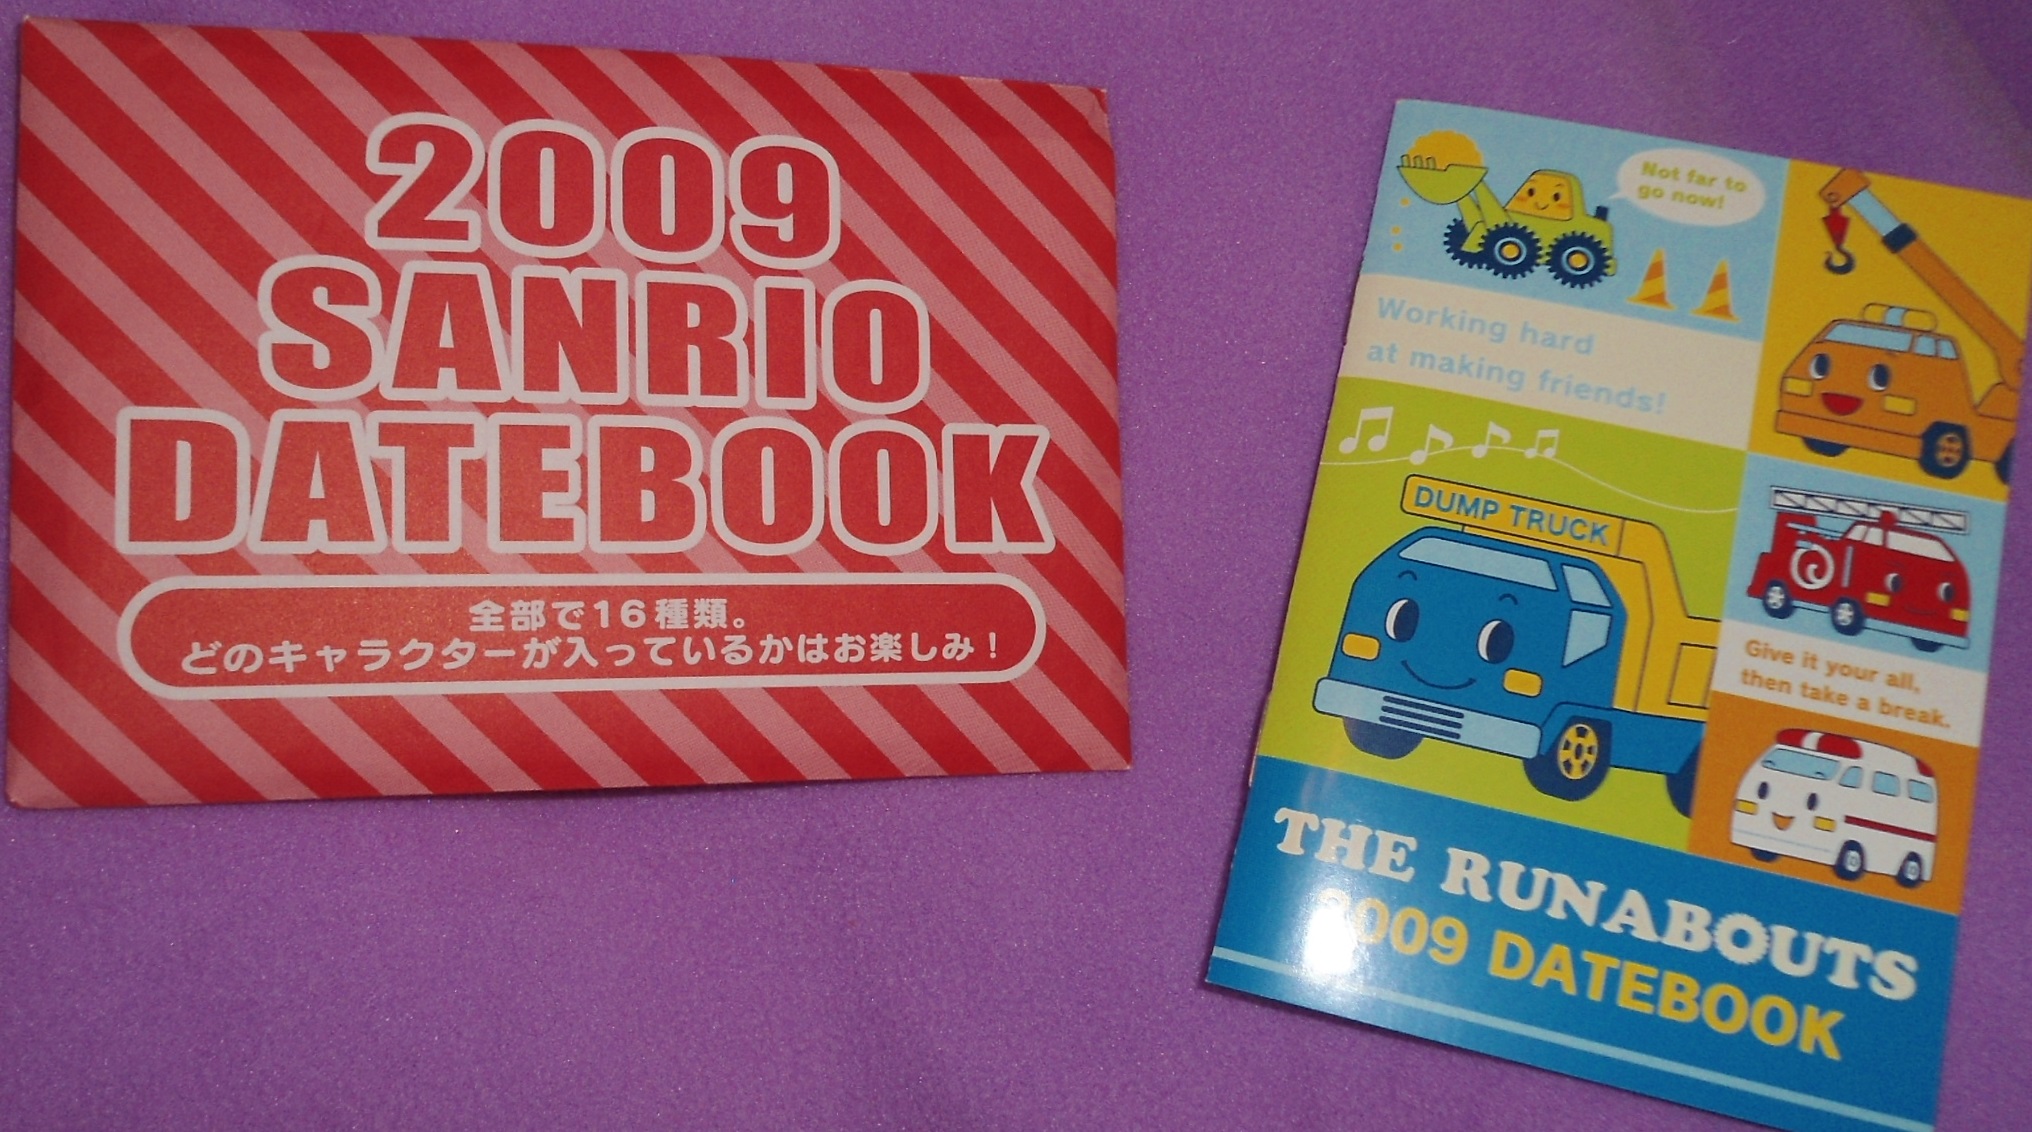 2009
SANRIO
DATEBOOK
全部で16種類。
どのキャラクターが入っているかはお楽しみ！
Not far to
go now!
Working hard
at making friends!
DUMP TRUCK
Give it your all,
then take a break.
THE RUNABOUTS
2009 DATEBOOK